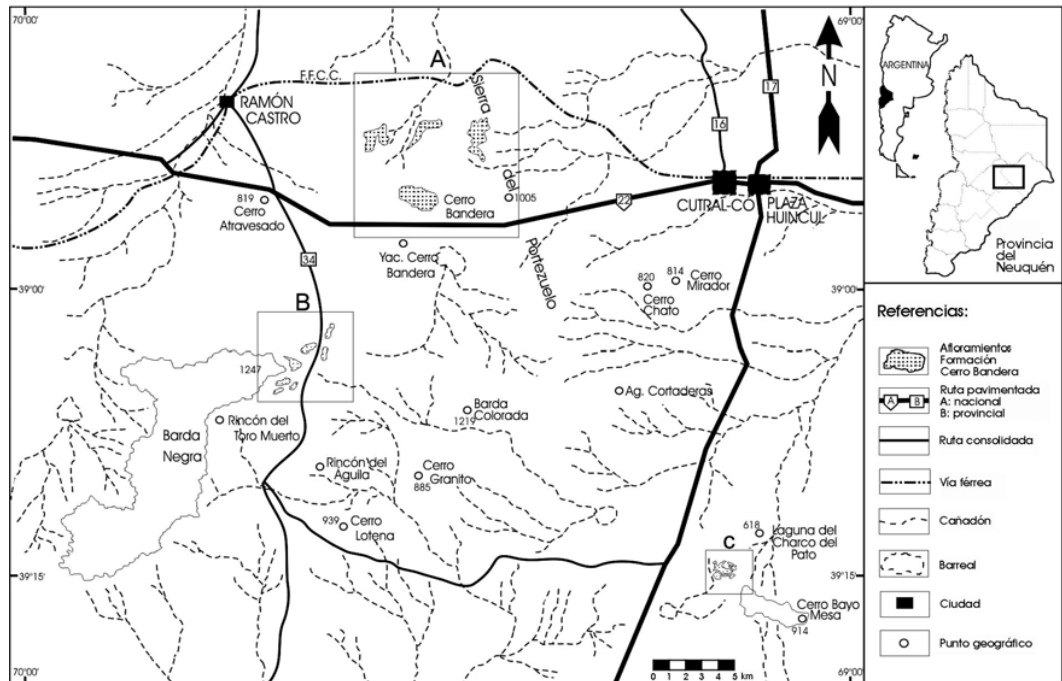 70°00'
69°00'
A
F.F.C.C.
Sierra
del
Portezuelo
N
17
16
RAMÓN
CASTRO
819
Cerro
Atravesado
Cerro
Bandera
1005
22
CUTRAL-CÓ
PLAZA
HUINCUL
34
Yac. Cerro
Bandera
39°00'
39°00'
820
814
Cerro
Mirador
Cerro
Chato
B
1247
Ag. Cortaderas
Barda
Colorada
1219
Rincón del
Toro Muerto
Barda
Negra
Rincón del
Aguila
Cerro
Granito
885
939
Cerro
Lotena
618
Laguna del
Charco del
Pato
C
39°15'
39°15'
Cerro Bayo
Mesa
914
0 1 2 3 4 5 km
70°00'
69°00'
ARGENTINA
Provincia
del
Neuquén
Referencias:
Afloramientos
Formación
Cerro Bandera
A B
Ruta pavimentada
A: nacional
B: provincial
Ruta consolidada
Vía férrea
Cañadón
Barreal
Ciudad
Punto geográfico